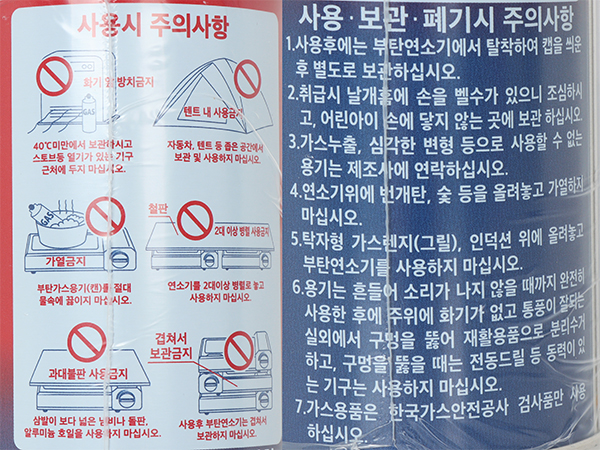 사용시 주의사항
화기 앞 방치금지
GAS
40℃미만에서 보관하시고
스토브등 열기가 있는 기구
근처에 두지 마십시오.
텐트 내 사용금지
자동차, 텐트 등 좁은 공간에서
보관 및 사용하지 마십시오.
GAS
가열금지
부탄가스용기(캔)를 절대
물속에 끓이지 마십시오.
철판
2대 이상 병렬 사용금지
연소기를 2대이상 병렬로 놓고
사용하지 마십시오.
과대불판 사용금지
삼발이 보다 넓은 냄비나 돌판,
알루미늄 호일을 사용하지 마십시오.
겹쳐서
보관금지
사용후 부탄연소기는 겹쳐서
보관하지 마십시오.
사용·보관·폐기시 주의사항
1.사용후에는 부탄연소기에서 탈착하여 캡을 씌운
후 별도로 보관하십시오.
2.취급시 날개홈에 손을 벨수가 있으니 조심하시
고, 어린아이 손에 닿지 않는 곳에 보관 하십시오.
3.가스누출, 심각한 변형 등으로 사용할 수 없는
용기는 제조사에 연락하십시오.
4.연소기위에 번개탄, 숯 등을 올려놓고 가열하지
마십시오.
5.탁자형 가스렌지(그릴), 인덕션 위에 올려놓고
부탄연소기를 사용하지 마십시오.
6.용기는 흔들어 소리가 나지 않을 때까지 완전히
사용한 후에 주위에 화기가 없고 통풍이 잘되는
실외에서 구멍을 뚫어 재활용품으로 분리수거
하고, 구멍을 뚫을 때는 전동드릴 등 동력이 있
는 기구는 사용하지 마십시오.
7.가스용품은 한국가스안전공사 검사품만 사용
하십시오.